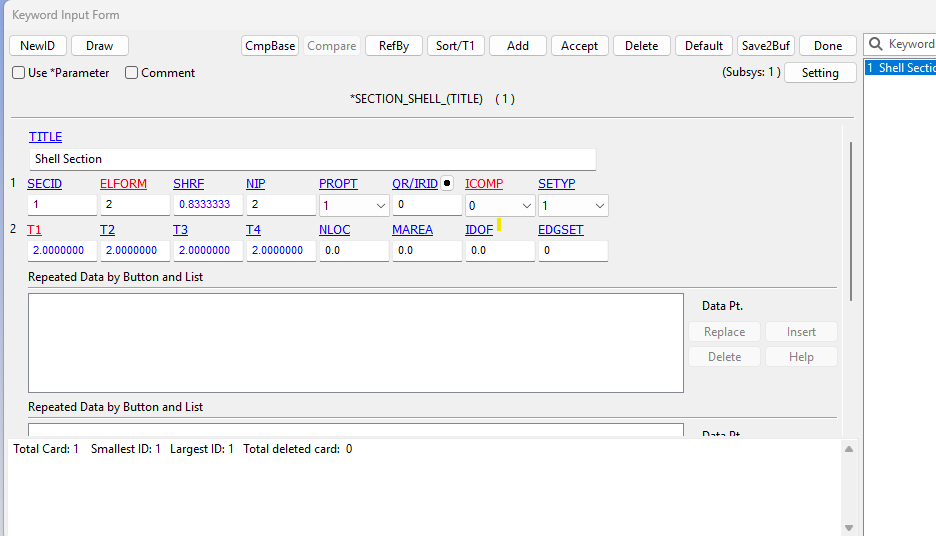 Keyword Input Form
NewID Draw CmpBase Compare RefBy Sort/T1 Add Accept Delete Default Save2Buf Done
Keyword
Use *Parameter Comment (Subsys: 1 ) Setting
1 Shell Sectio
*SECTION_SHELL_(TITLE) ( 1 )
TITLE
Shell Section
1 SECID ELFORM SHRF NIP PROPT QR/IRID ICOMP SETYP
1 2 0.8333333 2 1 0 0 1
2 T1 T2 T3 T4 NLOC MAREA IDOF EDGSET
2.0000000 2.0000000 2.0000000 2.0000000 0.0 0.0 0.0 0
Repeated Data by Button and List
Data Pt.
Replace Insert
Delete Help
Repeated Data by Button and List
Data Pt.
Total Card: 1 Smallest ID: 1 Largest ID: 1 Total deleted card: 0